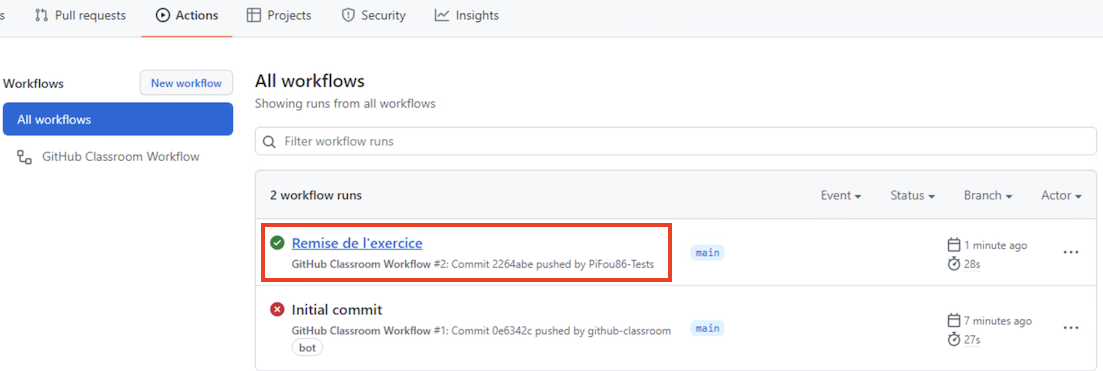 s Pull requests Actions Projects Security Insights
Workflows
New workflow
All workflows
GitHub Classroom Workflow
All workflows
Showing runs from all workflows
Filter workflow runs
2 workflow runs Event Status Branch Actor
Remise de l'exercice main 1 minute ago
GitHub Classroom Workflow #2: Commit 2264abe pushed by PiFou86-Tests 28s
Initial commit main 7 minutes ago
GitHub Classroom Workflow #1: Commit 0e6342c pushed by github-classroom 27s
bot